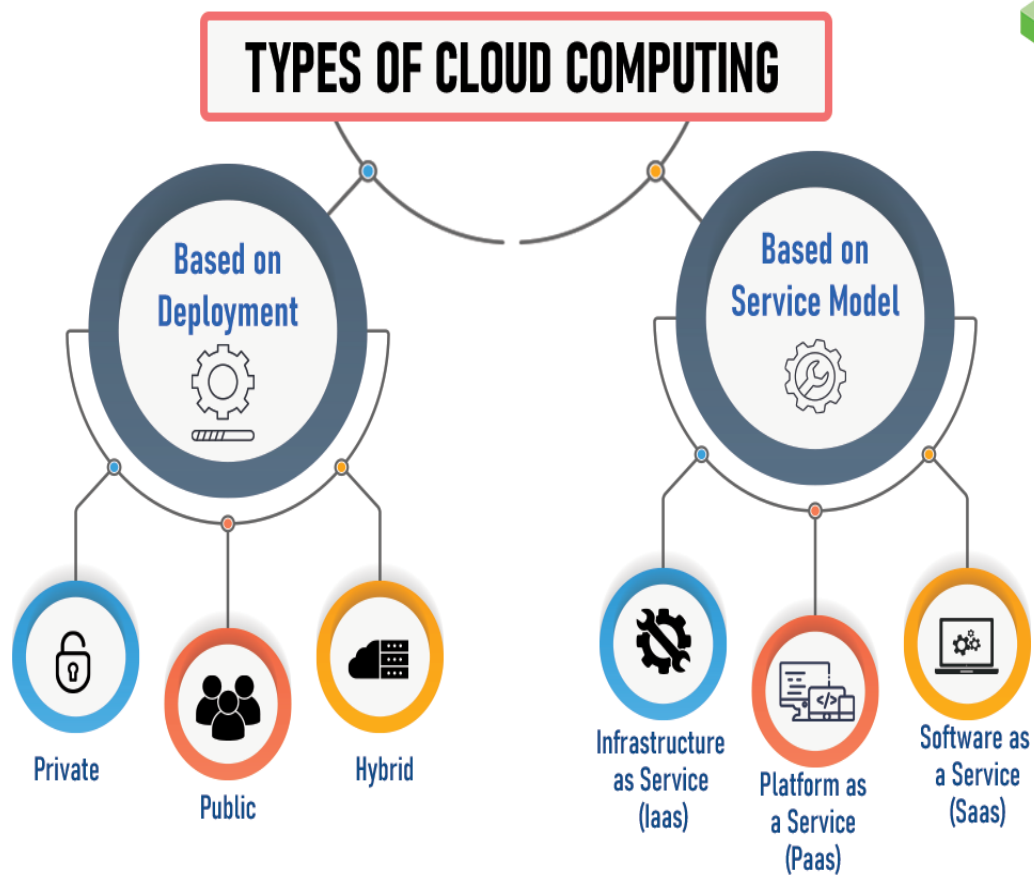 TYPES OF CLOUD COMPUTING
Based on
Deployment
Based on
Service Model
Private
Public
Hybrid
Infrastructure
as Service
(Iaas)
Platform as
a Service
(Paas)
Software as
a Service
(Saas)
</>